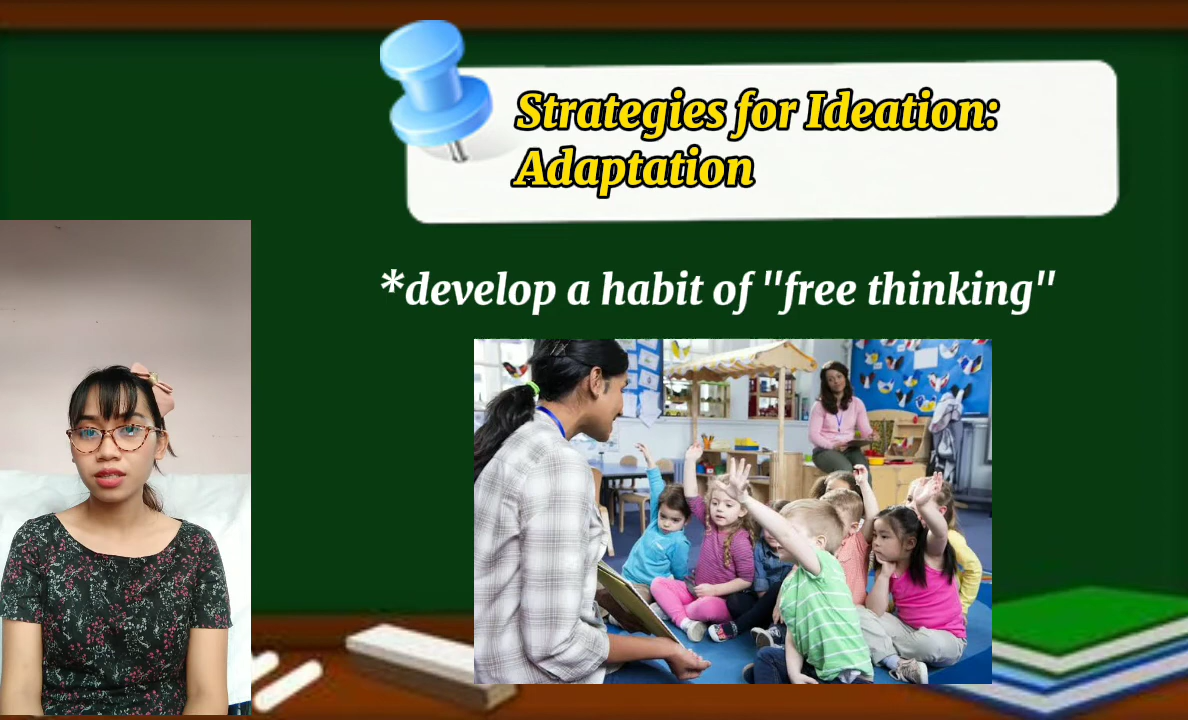 Strategies for Ideation:
Adaptation
*develop a habit of "free thinking"